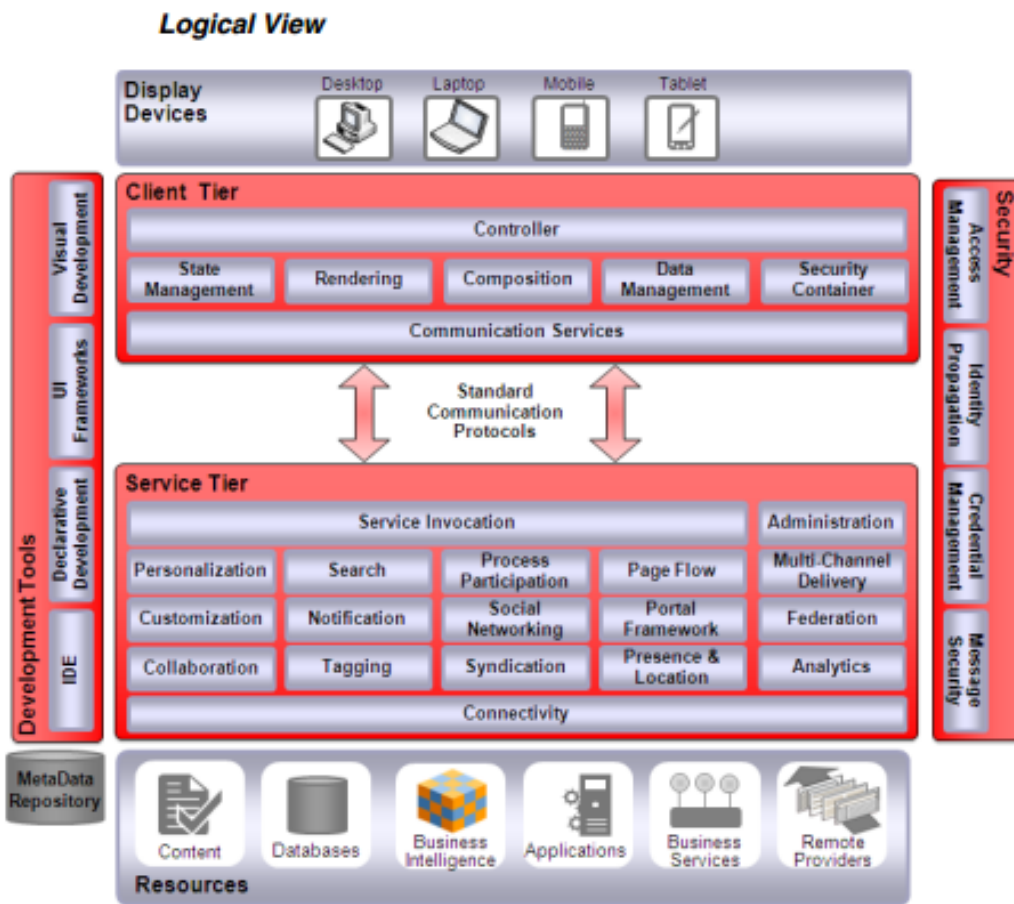 Logical View
Display
Devices
Desktop
Laptop
Mobile
Tablet
Development Tools
Visual
Development
UI
Frameworks
Declarative
Development
IDE
Client Tier
Controller
State
Management
Rendering
Composition
Data
Management
Security
Container
Communication Services
Standard
Communication
Protocols
Service Tier
Service Invocation
Administration
Personalization
Search
Process
Participation
Page Flow
Multi-Channel
Delivery
Customization
Notification
Social
Networking
Portal
Framework
Federation
Collaboration
Tagging
Syndication
Presence &
Location
Analytics
Connectivity
Security
Access
Management
Identity
Propagation
Credential
Management
Message
Security
MetaData
Repository
Content
Databases
Business
Intelligence
Applications
Business
Services
Remote
Providers
Resources